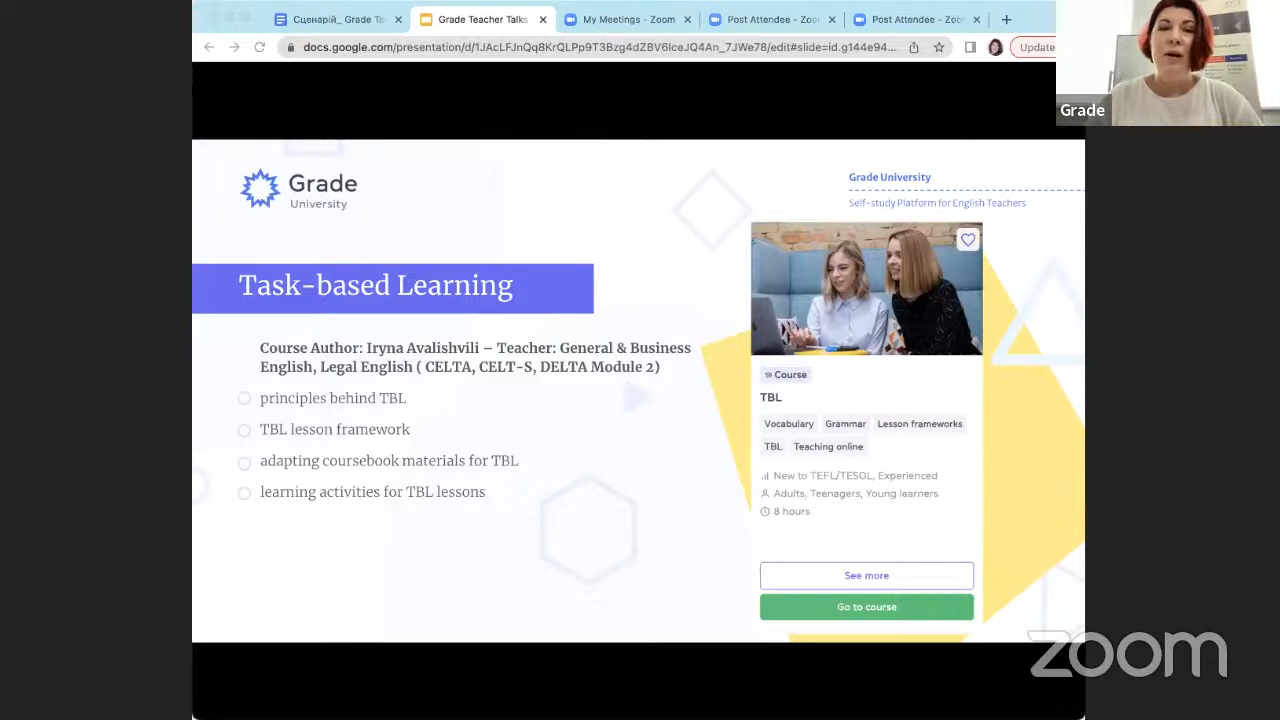 Сценарій_ Grade Te
Grade Teacher Talks
My Meetings - Zoom
Post Attendee - Zoo
Post Attendee - Zoo
docs.google.com/presentation/d/1JAcLFJnQq8KrQLPp9T3Bzg4dZBV6IceJQ4An_7JWe78/edit#slide=id.g144e94...
Update
Grade
Grade
University
Grade University
Self-study Platform for English Teachers
Task-based Learning
Course Author: Iryna Avalishvili – Teacher: General & Business
English, Legal English ( CELTA, CELT-S, DELTA Module 2)
principles behind TBL
TBL lesson framework
adapting coursebook materials for TBL
learning activities for TBL lessons
Course
TBL
Vocabulary Grammar Lesson frameworks
TBL Teaching online
New to TEFL/TESOL, Experienced
Adults, Teenagers, Young learners
8 hours
See more
Go to course
zoom